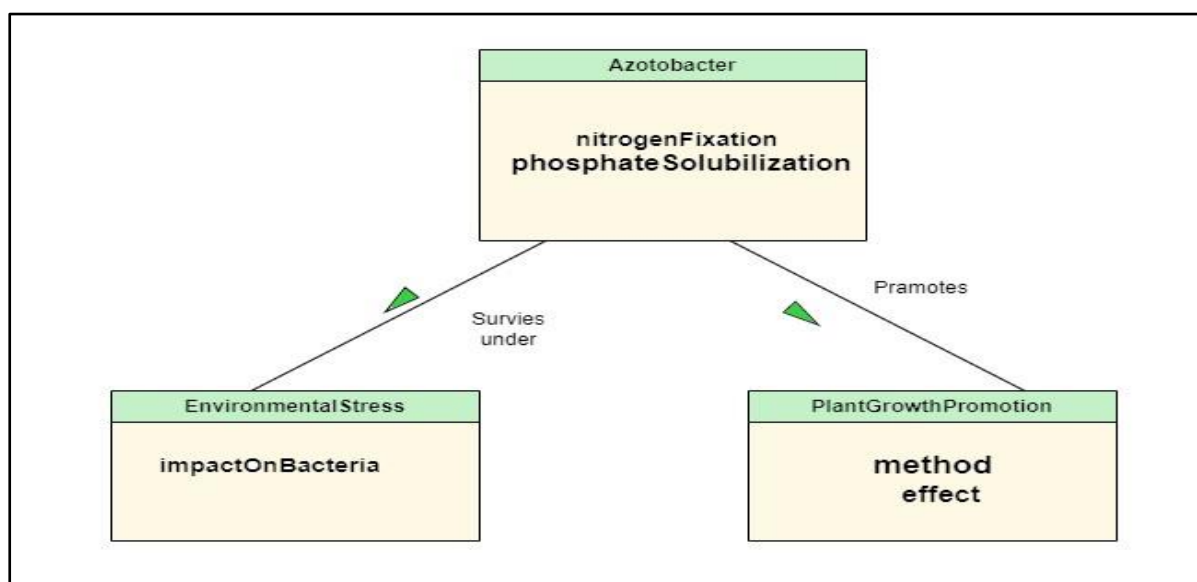 Azotobacter
nitrogenFixation
phosphateSolubilization
Survies
under
Pramotes
EnvironmentalStress
impactOnBacteria
PlantGrowthPromotion
method
effect